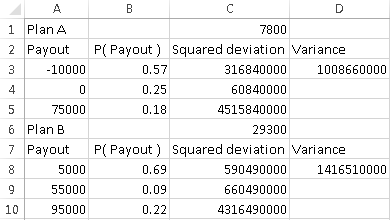 A B C D
1 Plan A 7800
2 Payout P( Payout ) Squared deviation Variance
3 -10000 0.57 316840000 1008660000
4 0 0.25 60840000
5 75000 0.18 4515840000
6 Plan B 29300
7 Payout P( Payout ) Squared deviation Variance
8 5000 0.69 590490000 1416510000
9 55000 0.09 660490000
10 95000 0.22 4316490000